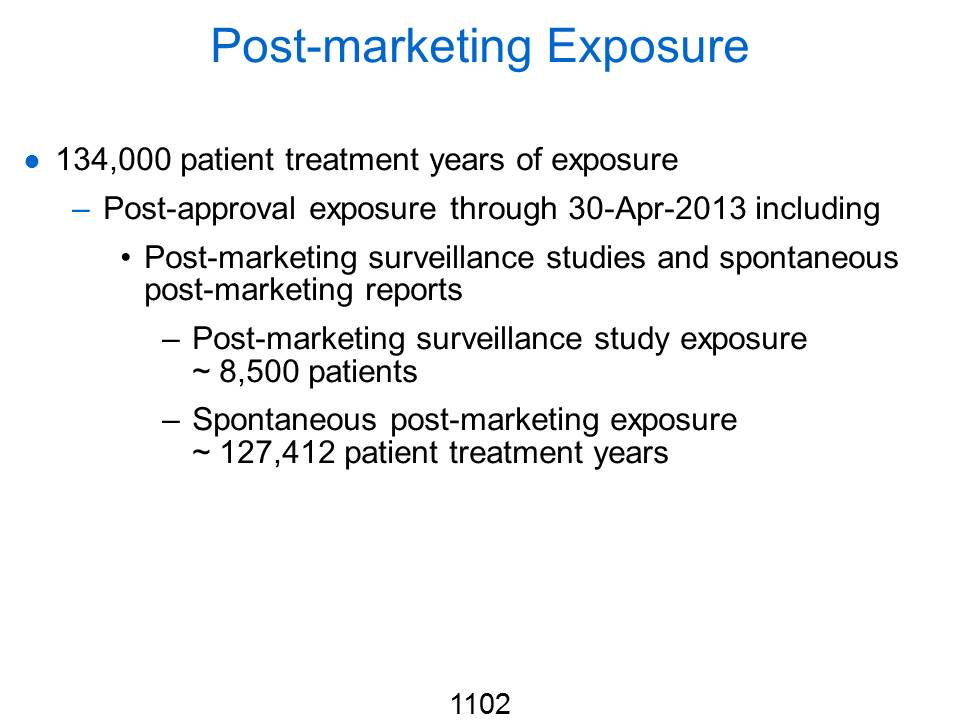 Post-marketing Exposure
● 134,000 patient treatment years of exposure
– Post-approval exposure through 30-Apr-2013 including
• Post-marketing surveillance studies and spontaneous
post-marketing reports
– Post-marketing surveillance study exposure
~ 8,500 patients
– Spontaneous post-marketing exposure
~ 127,412 patient treatment years
1102